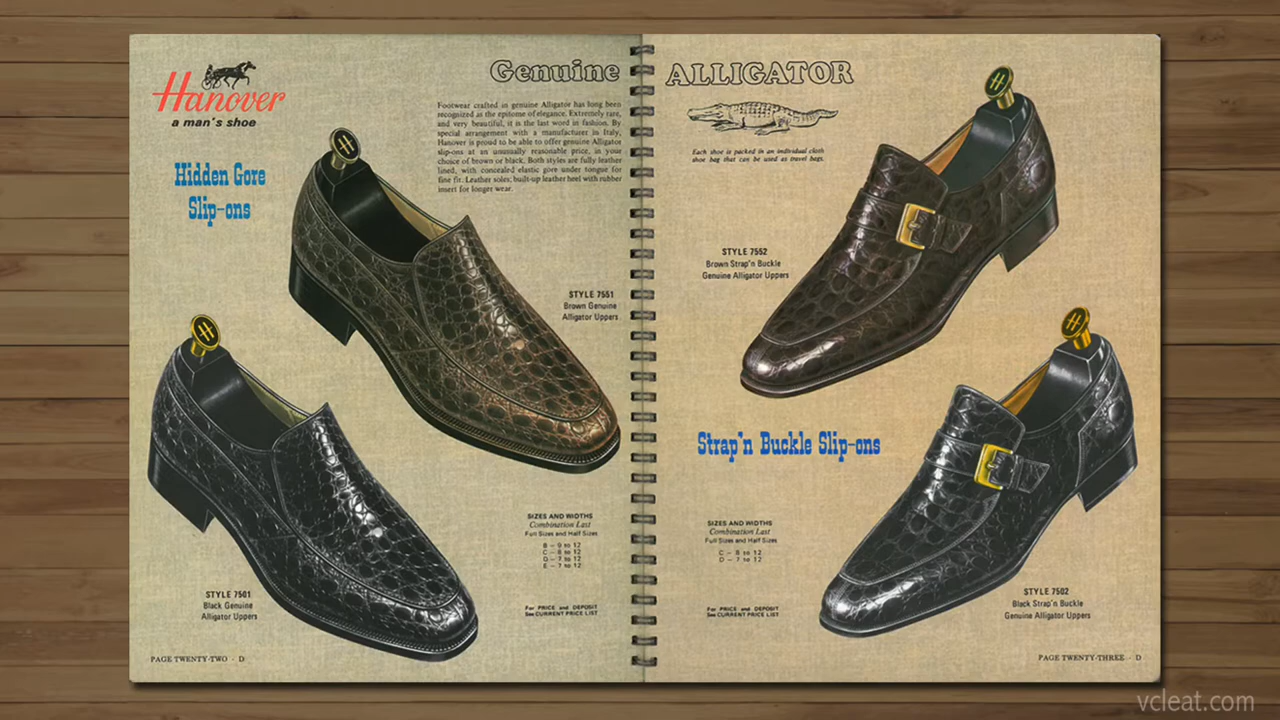 Hanover
a man's shoe
Hidden Gore
Slip-ons
Genuine
Footwear crafted in genuine Alligator has long been
recognized as the epitome of elegance. Extremely rare,
and very beautiful, it is the last word in fashion. By
special arrangement with a manufacturer in Italy,
Hanover is proud to be able to offer genuine Alligator
slip-ons at an unusually reasonable price, in your
choice of brown or black. Both styles are fully leather
lined, with concealed elastic gore under tongue for
fine fit. Leather soles; built-up leather heel with rubber
insert for longer wear.
H
STYLE 7551
Brown Genuine
Alligator Uppers
H
STYLE 7501
Black Genuine
Alligator Uppers
SIZES AND WIDTHS
Combination Last
Full Sizes and Half Sizes
B – 9 to 12
C – 8 to 12
D – 7 to 12
E – 7 to 12
For PRICE and DEPOSIT
See CURRENT PRICE LIST
PAGE TWENTY-TWO - D
ALLIGATOR
Each shoe is packed in an individual cloth
shoe bag that can be used as travel bags.
H
STYLE 7552
Brown Strap'n Buckle
Genuine Alligator Uppers
H
Strap'n Buckle Slip-ons
SIZES AND WIDTHS
Combination Last
Full Sizes and Half Sizes
C – 8 to 12
D – 7 to 12
For PRICE and DEPOSIT
See CURRENT PRICE LIST
STYLE 7502
Black Strap'n Buckle
Genuine Alligator Uppers
PAGE TWENTY-THREE - D
vcleat.com